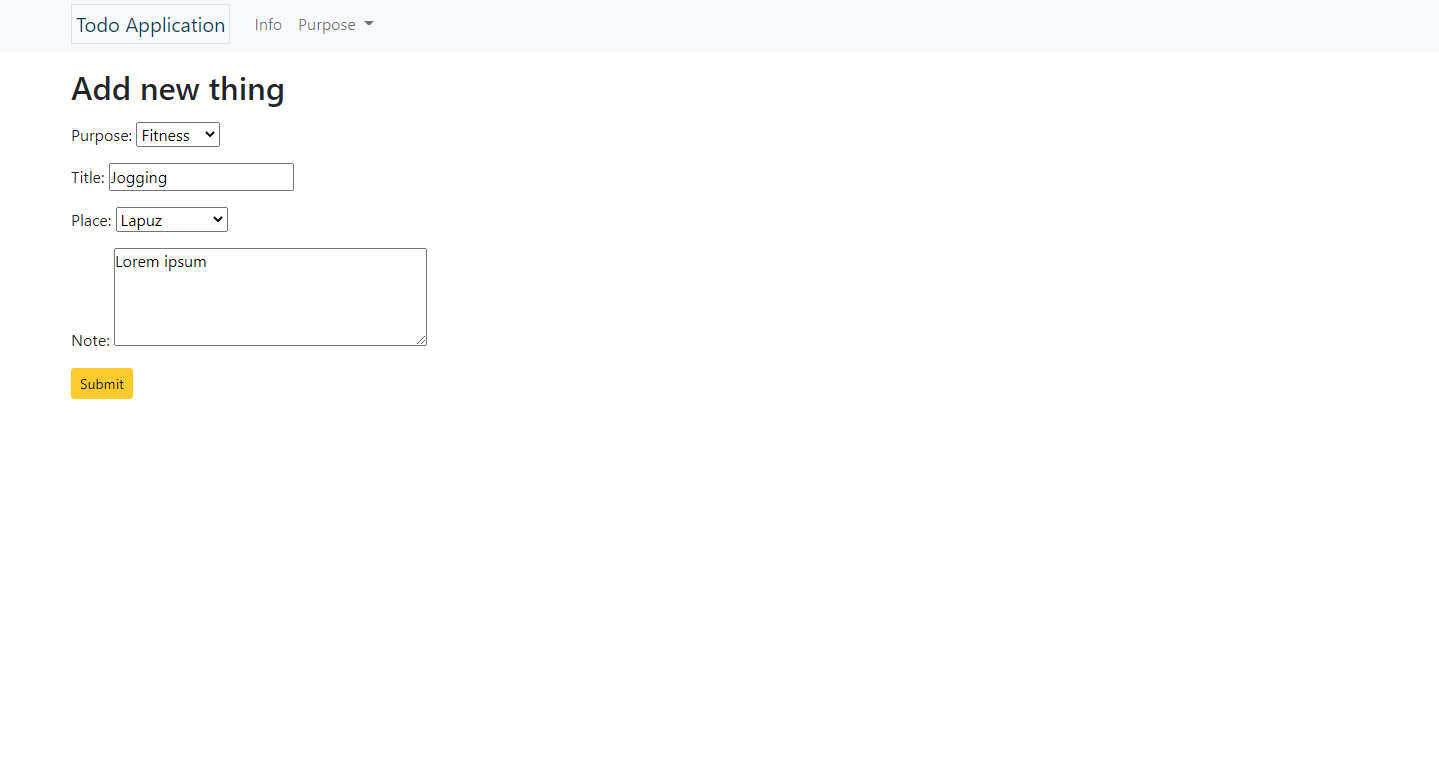 Todo Application Info Purpose
Add new thing
Purpose: Fitness
Title: Jogging
Place: Lapuz
Note: Lorem ipsum
Submit